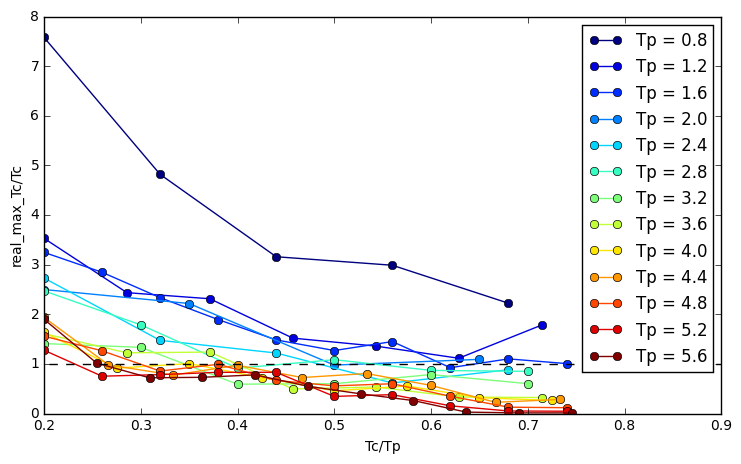 8
7
6
5
4
3
2
1
0
real_max_Tc/Tc
0.2 0.3 0.4 0.5 0.6 0.7 0.8 0.9
Tc/Tp
Tp = 0.8
Tp = 1.2
Tp = 1.6
Tp = 2.0
Tp = 2.4
Tp = 2.8
Tp = 3.2
Tp = 3.6
Tp = 4.0
Tp = 4.4
Tp = 4.8
Tp = 5.2
Tp = 5.6